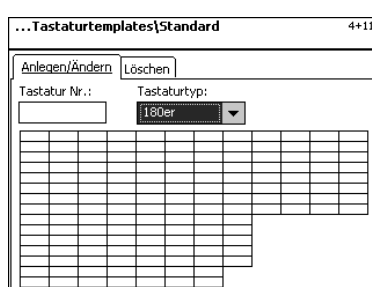 ...Tastaturtemplates\Standard 4+11
Anlegen/Ändern Löschen
Tastatur Nr.: Tastaturtyp:
180er